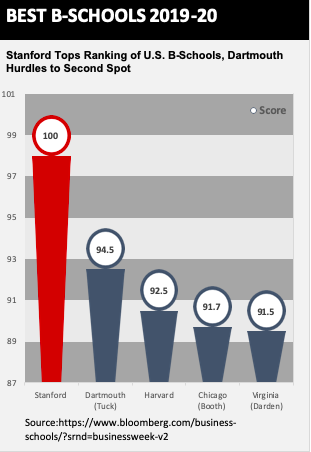 BEST B-SCHOOLS 2019-20
Stanford Tops Ranking of U.S. B-Schools, Dartmouth
Hurdles to Second Spot
101
99
97
95
93
91
89
87
Score
100
94.5
92.5
91.7
91.5
Stanford
Dartmouth
(Tuck)
Harvard
Chicago
(Booth)
Virginia
(Darden)
Source:https://www.bloomberg.com/business-
schools/?srnd=businessweek-v2